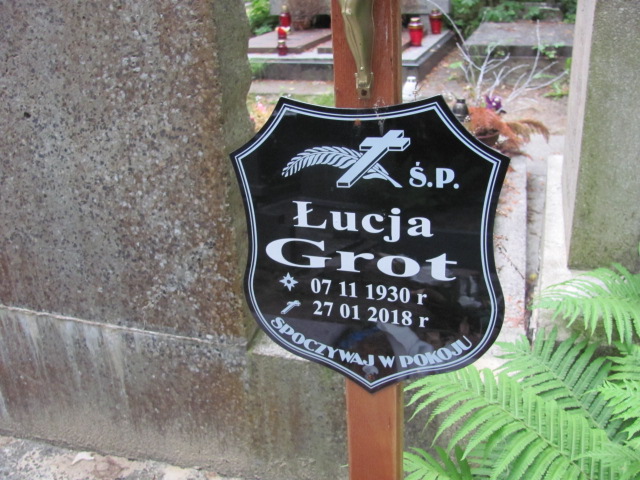 Ś.P.
Łucja
Grot
07 11 1930 r
27 01 2018 r
SPOCZYWAJ W POKOJU